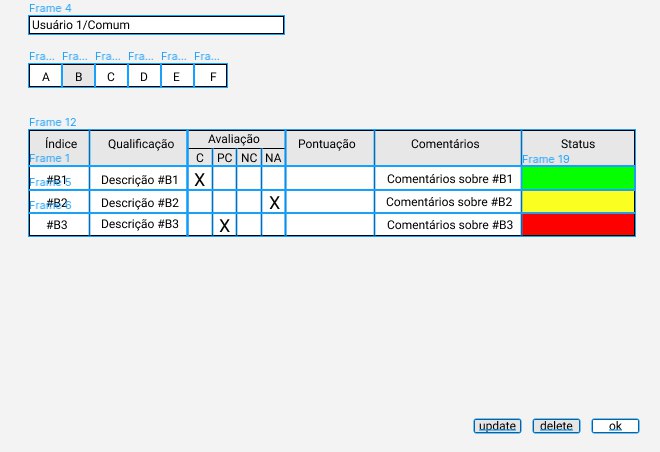 Frame 4
Usuário 1/Comum
Fra... Fra... Fra... Fra... Fra... Fra...
A B C D E F
Frame 12
Índice Qualificação Avaliação Pontuação Comentários Status
C PC NC NA
Frame 1 Frame 19
#B1 Descrição #B1 X Comentários sobre #B1
Frame 5
#B2 Descrição #B2 X Comentários sobre #B2
Frame 6
#B3 Descrição #B3 X Comentários sobre #B3
update delete ok